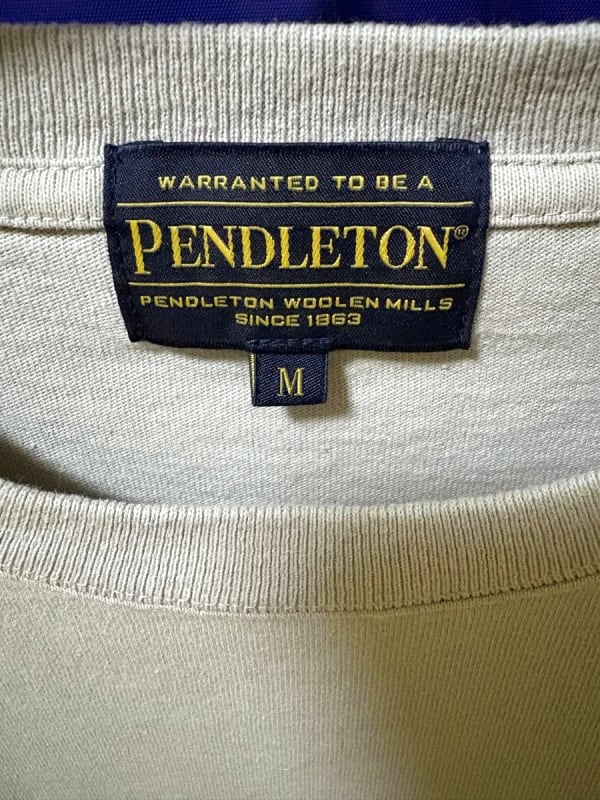 WARRANTED TO BE A
PENDLETON®
PENDLETON WOOLEN MILLS
SINCE 1863
M